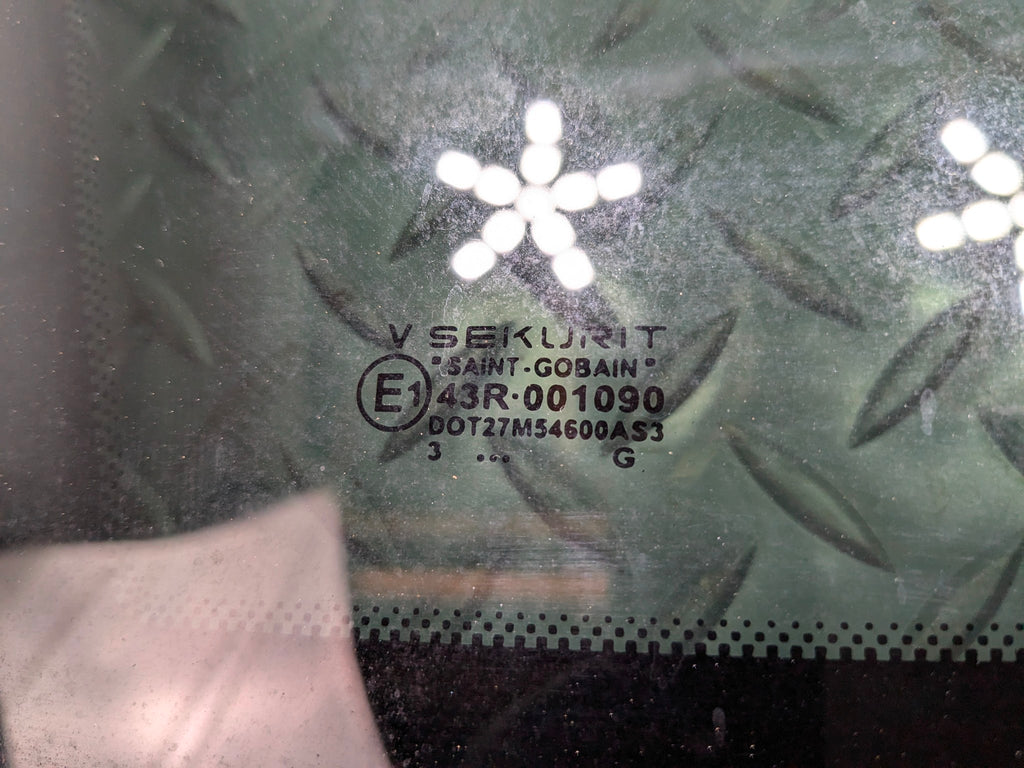 V SEKURIT
"SAINT-GOBAIN"
E1 43R·001090
DOT27M54600AS3
3 ... G